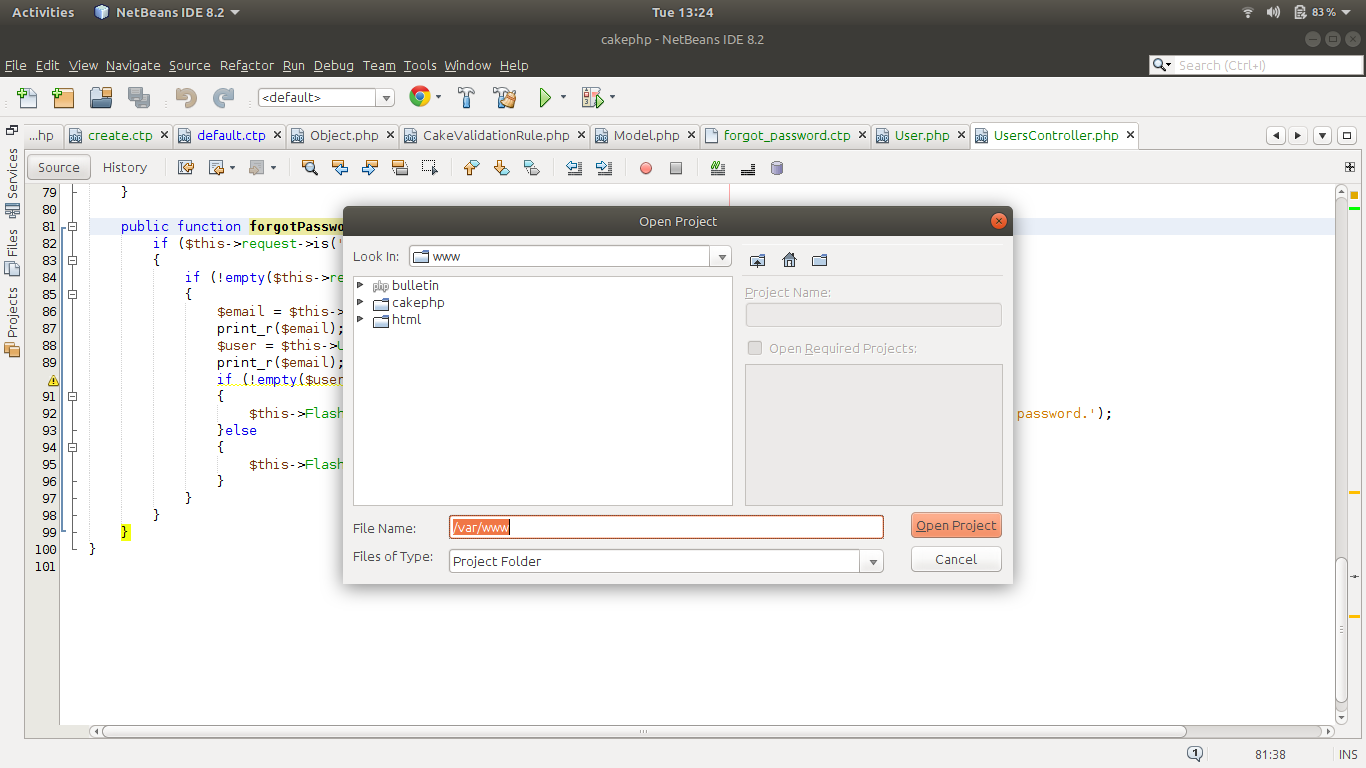 Activities NetBeans IDE 8.2 Tue 13:24 83 %
cakephp - NetBeans IDE 8.2
File Edit View Navigate Source Refactor Run Debug Team Tools Window Help Search (Ctrl+I)
<default>
...hp create.ctp default.ctp Object.php CakeValidationRule.php Model.php forgot_password.ctp User.php UsersController.php
Source History
Services
Files
Projects
79 }
80
81 public function forgotPassw
82 if ($this->request->is('
83 {
84 if (!empty($this->re
85 {
86 $email = $this->
87 print_r($email);
88 $user = $this->U
89 print_r($email);
if (!empty($user
91 {
92 $this->Flash password.');
93 }else
94 {
95 $this->Flash
96 }
97 }
98 }
99 }
100 }
101
Open Project
Look In: www
bulletin
cakephp
html
Project Name:
Open Required Projects:
File Name: /var/www Open Project
Files of Type: Project Folder Cancel
1 81:38 INS